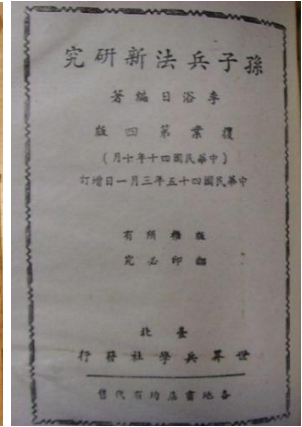 孫子兵法新研究
李浴日編著
復業第四版
(中華民國四十年十月)
中華民國四十五年三月一日增訂
版權所有
翻印必究
臺北
世界兵學社發行
各地書店均有代售